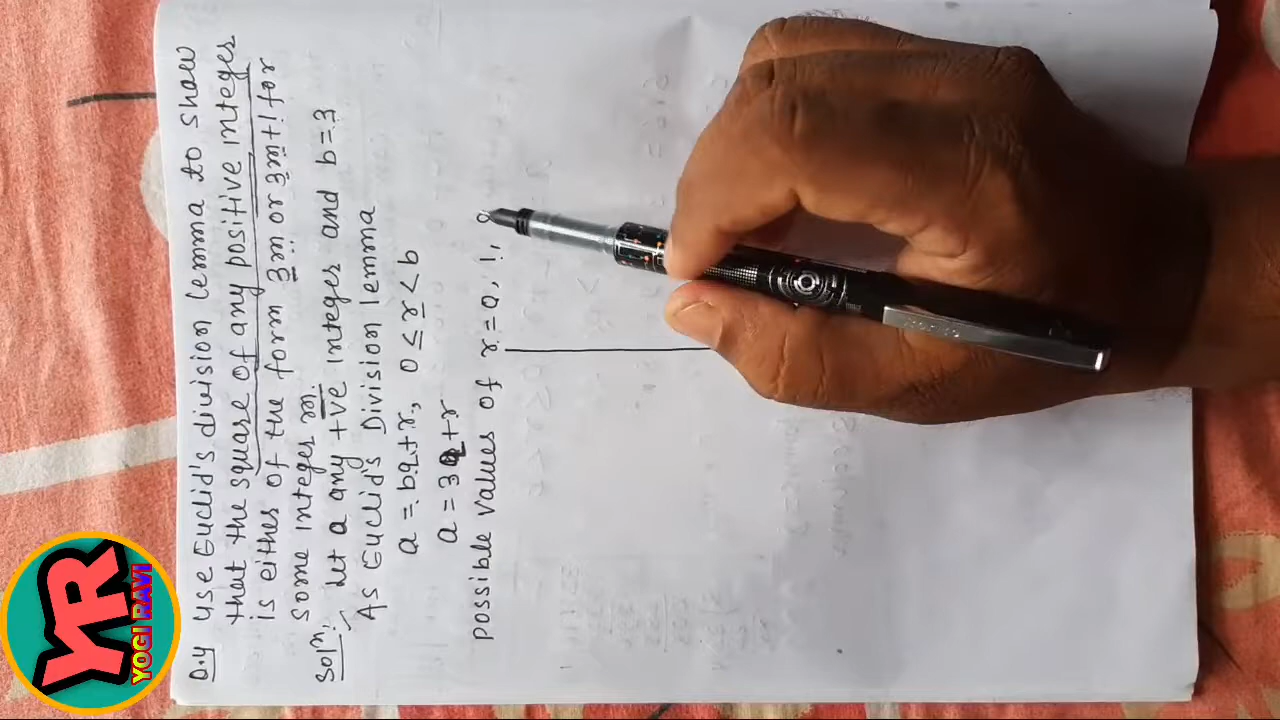 Q.4 Use Euclid's division lemma to show
that the square of any positive integer
is either of the form 3m or 3m+1 for
some integer m.
Soln: Let a any +ve integer and b=3
As Euclid's Division lemma
a = bq+r, 0 ≤ r < b
a = 3q+r
possible values of r = 0, 1,
YR
YOGI RAVI